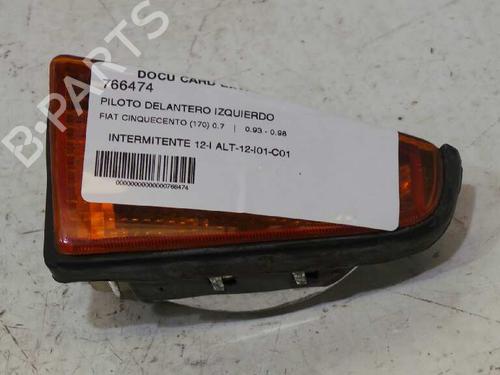 DOCU CARD
766474
PILOTO DELANTERO IZQUIERDO
FIAT CINQUECENTO (170) 0.7 | 0.93 - 0.98
INTERMITENTE 12-I ALT-12-I01-C01
00000000000000766474
B-PARTS